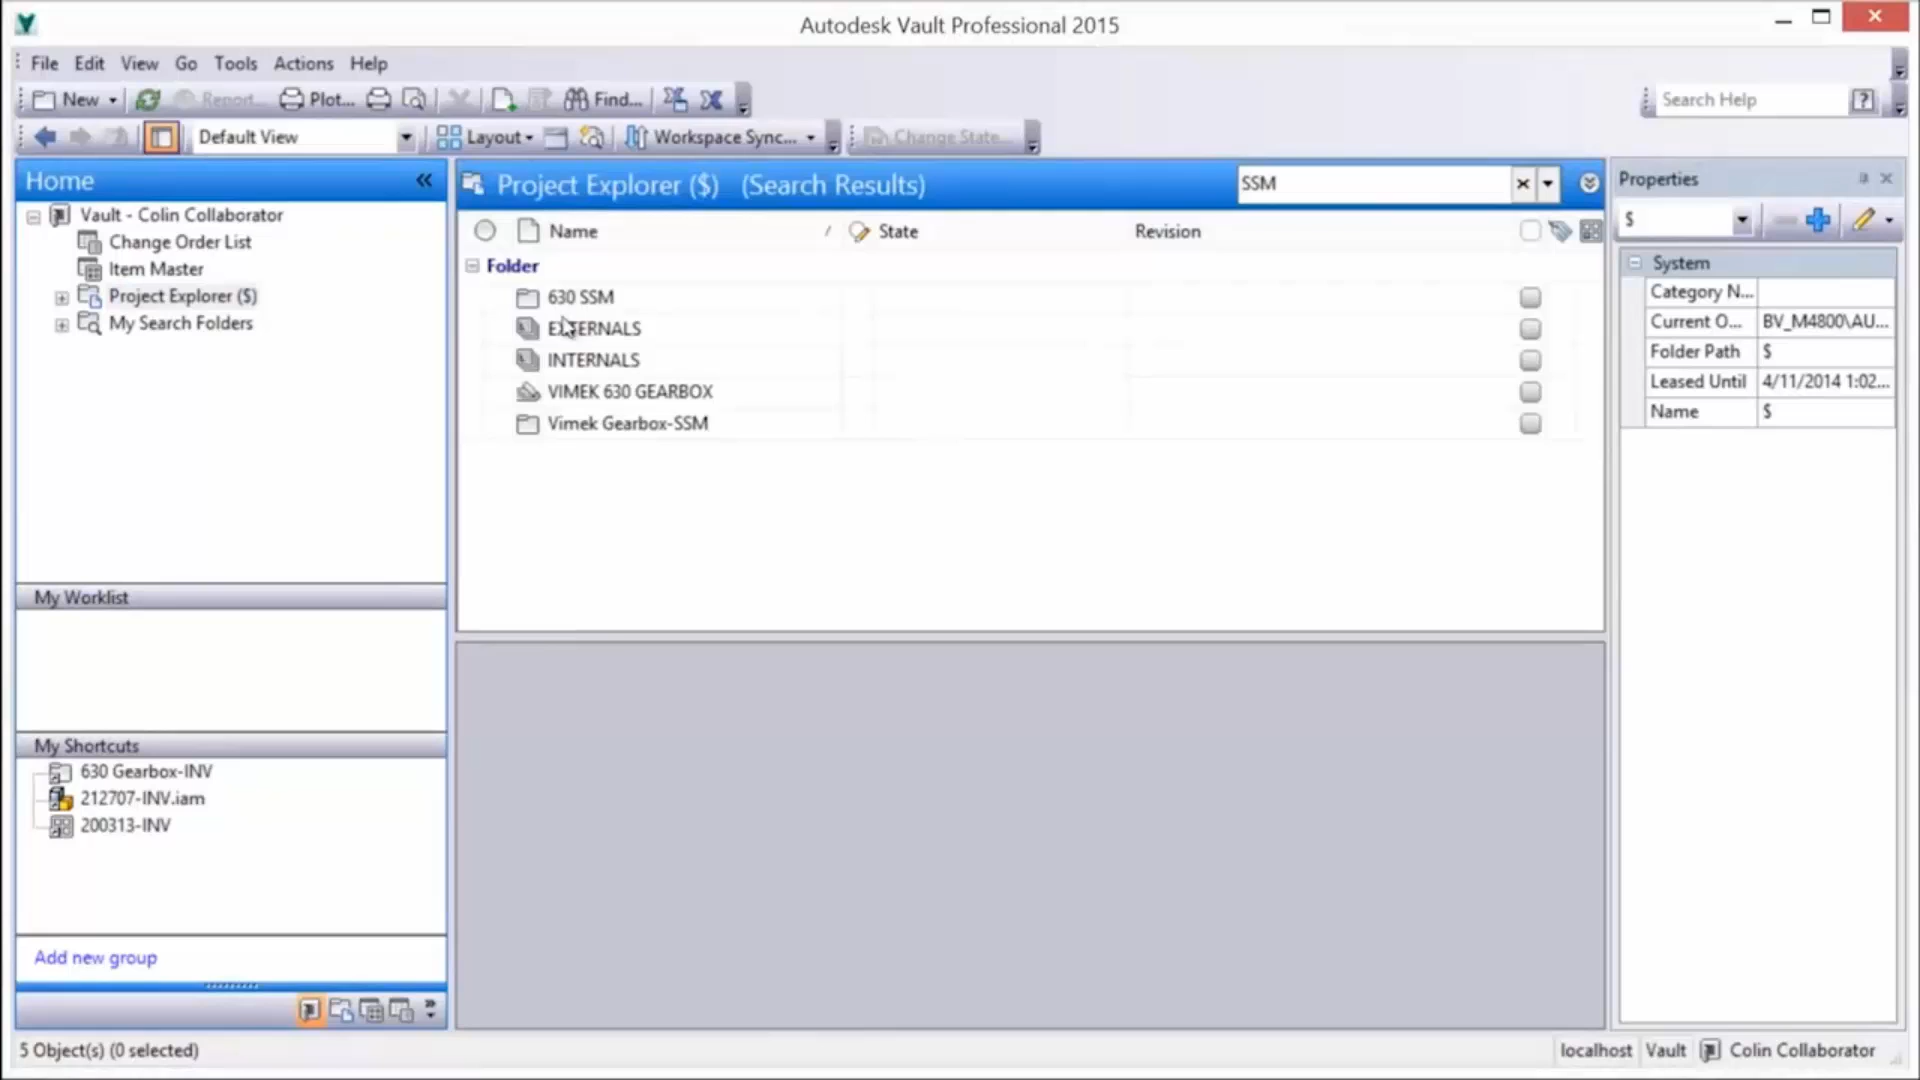 Autodesk Vault Professional 2015
File Edit View Go Tools Actions Help
New Report... Plot... Find... Search Help
Default View Layout Workspace Sync... Change State...
Home
Vault - Colin Collaborator
Change Order List
Item Master
Project Explorer ($)
My Search Folders
My Worklist
My Shortcuts
630 Gearbox-INV
212707-INV.iam
200313-INV
Add new group
Project Explorer ($) (Search Results) SSM
Name State Revision
Folder
630 SSM
EXTERNALS
INTERNALS
VIMEK 630 GEARBOX
Vimek Gearbox-SSM
Properties
$
System
Category N...
Current O... BV_M4800\AU...
Folder Path $
Leased Until 4/11/2014 1:02...
Name $
5 Object(s) (0 selected)
localhost Vault Colin Collaborator